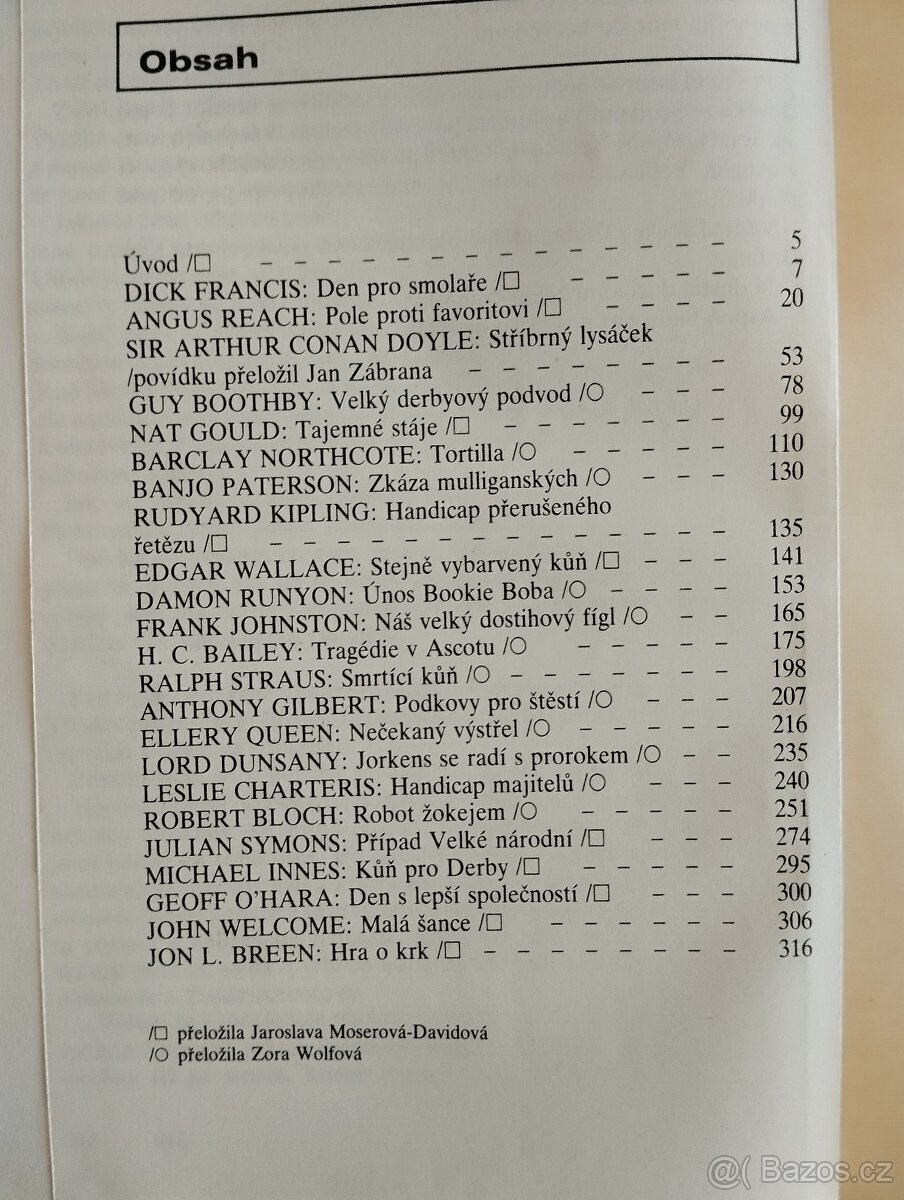 Obsah
Úvod /□ – – – – – – – – – – – – – – 5
DICK FRANCIS: Den pro smolaře /□ – – – – – – 7
ANGUS REACH: Pole proti favoritovi /□ – – – – 20
SIR ARTHUR CONAN DOYLE: Stříbrný lysáček
/povídku přeložil Jan Zábrana – – – – – – – – 53
GUY BOOTHBY: Velký derbyový podvod /○ – – – 78
NAT GOULD: Tajemné stáje /□ – – – – – – – 99
BARCLAY NORTHCOTE: Tortilla /○ – – – – – – 110
BANJO PATERSON: Zkáza mulliganských /○ – – – 130
RUDYARD KIPLING: Handicap přerušeného
řetězu /□ – – – – – – – – – – – – – – 135
EDGAR WALLACE: Stejně vybarvený kůň /□ – – – 141
DAMON RUNYON: Únos Bookie Boba /○ – – – – 153
FRANK JOHNSTON: Náš velký dostihový fígl /○ – – 165
H. C. BAILEY: Tragédie v Ascotu /○ – – – – – – 175
RALPH STRAUS: Smrtící kůň /○ – – – – – – – 198
ANTHONY GILBERT: Podkovy pro štěstí /○ – – – 207
ELLERY QUEEN: Nečekaný výstřel /○ – – – – – 216
LORD DUNSANY: Jorkens se radí s prorokem /○ – – 235
LESLIE CHARTERIS: Handicap majitelů /○ – – – 240
ROBERT BLOCH: Robot žokejem /○ – – – – – 251
JULIAN SYMONS: Případ Velké národní /□ – – – 274
MICHAEL INNES: Kůň pro Derby /□ – – – – – 295
GEOFF O'HARA: Den s lepší společností /□ – – – 300
JOHN WELCOME: Malá šance /□ – – – – – – 306
JON L. BREEN: Hra o krk /□ – – – – – – – – 316
/□ přeložila Jaroslava Moserová-Davidová
/○ přeložila Zora Wolfová
@( Bazos.cz